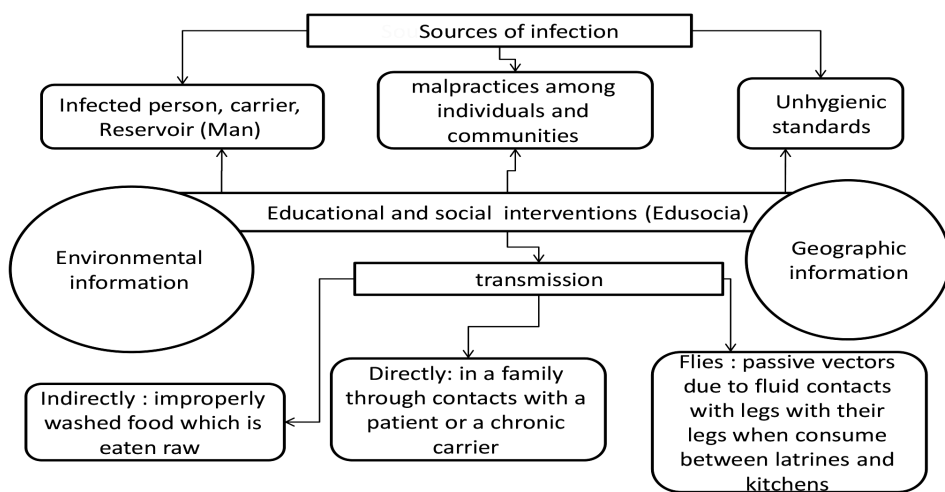 Sources of infection
Infected person, carrier,
Reservoir (Man)
malpractices among
individuals and
communities
Unhygienic
standards
Educational and social interventions (Edusocia)
Environmental
information
Geographic
information
transmission
Indirectly : improperly
washed food which is
eaten raw
Directly: in a family
through contacts with a
patient or a chronic
carrier
Flies : passive vectors
due to fluid contacts
with legs with their
legs when consume
between latrines and
kitchens